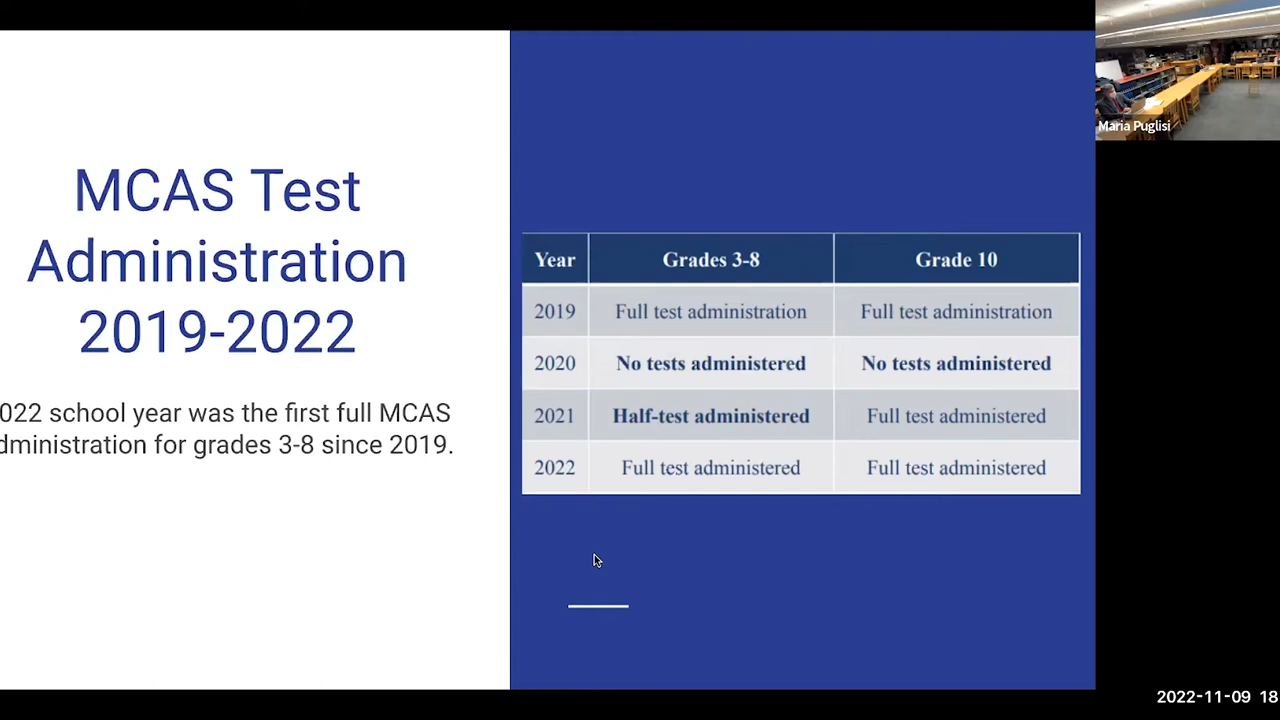 MCAS Test
Administration
2019-2022
022 school year was the first full MCAS
dministration for grades 3-8 since 2019.
Year Grades 3-8 Grade 10
2019 Full test administration Full test administration
2020 No tests administered No tests administered
2021 Half-test administered Full test administered
2022 Full test administered Full test administered
Maria Puglisi
2022-11-09 18